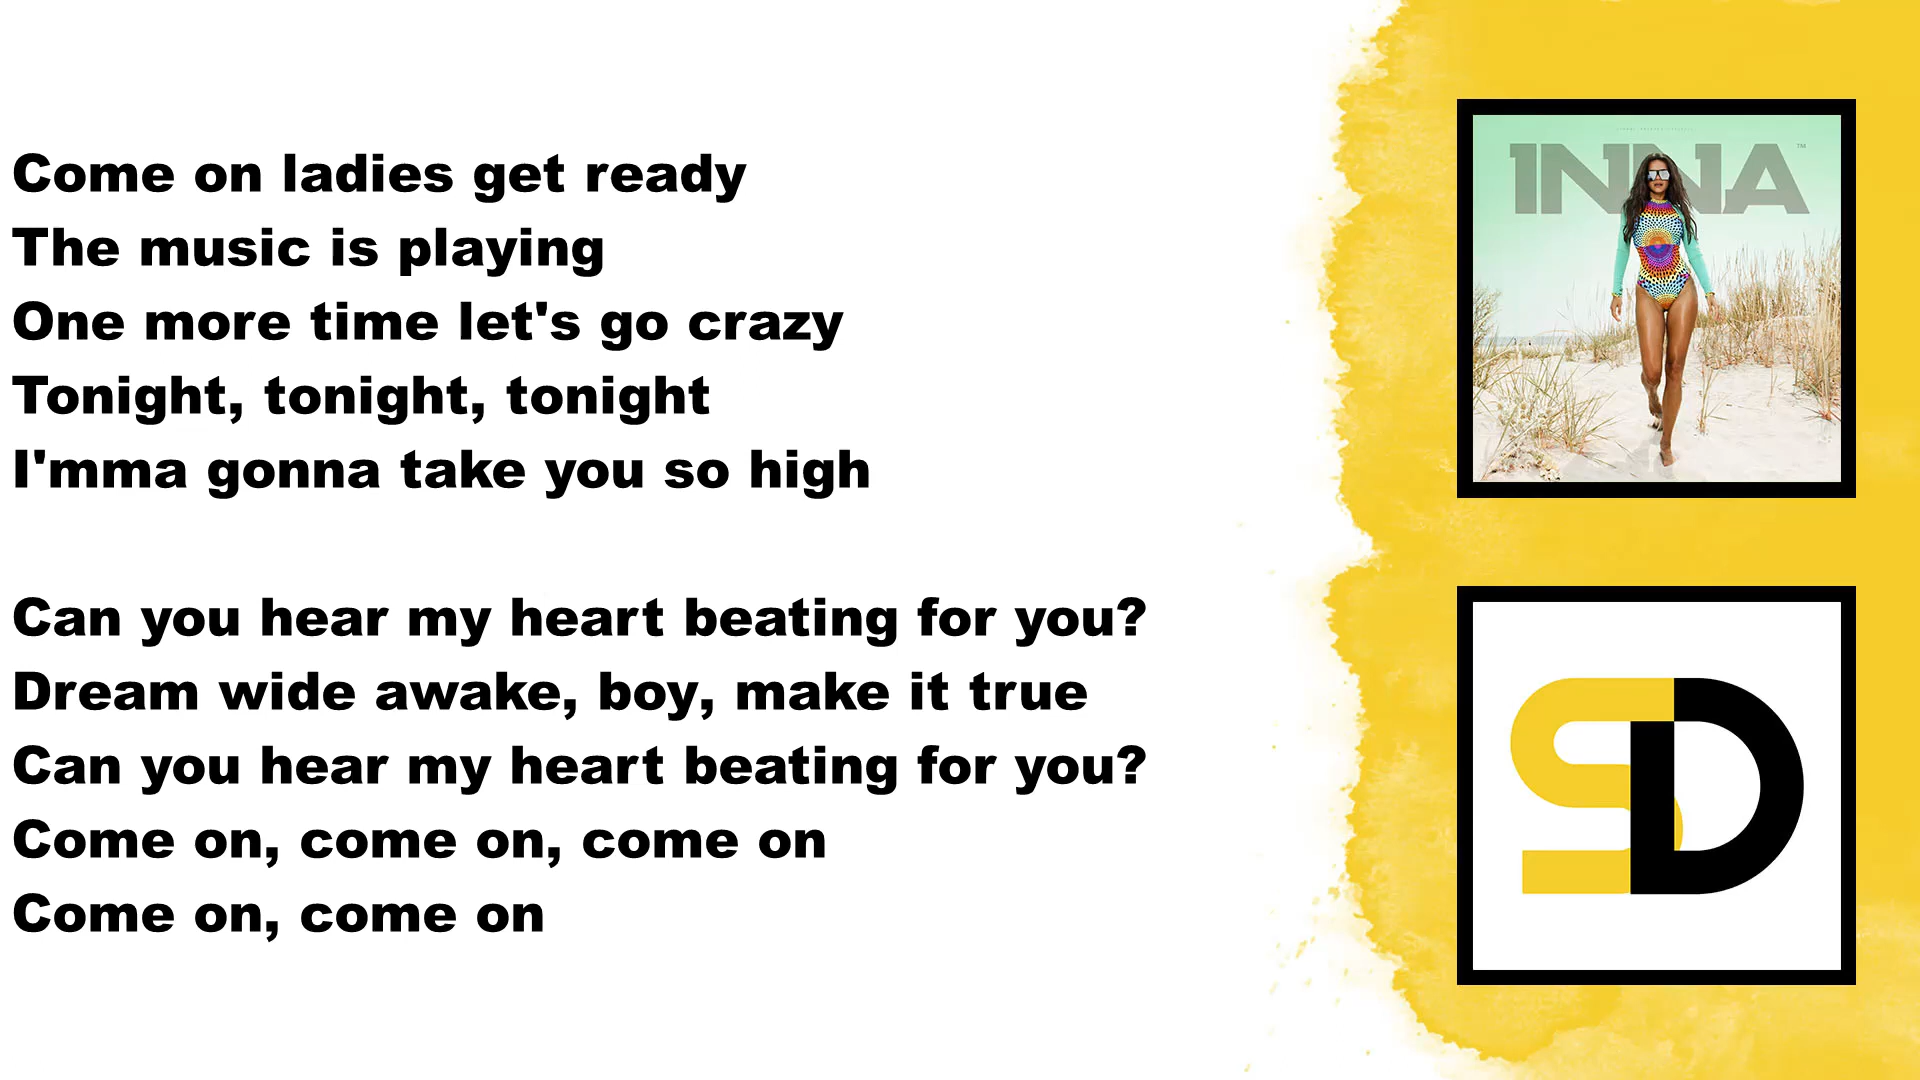 Come on ladies get ready
The music is playing
One more time let's go crazy
Tonight, tonight, tonight
I'mma gonna take you so high
Can you hear my heart beating for you?
Dream wide awake, boy, make it true
Can you hear my heart beating for you?
Come on, come on, come on
Come on, come on
INNA
TM
SD